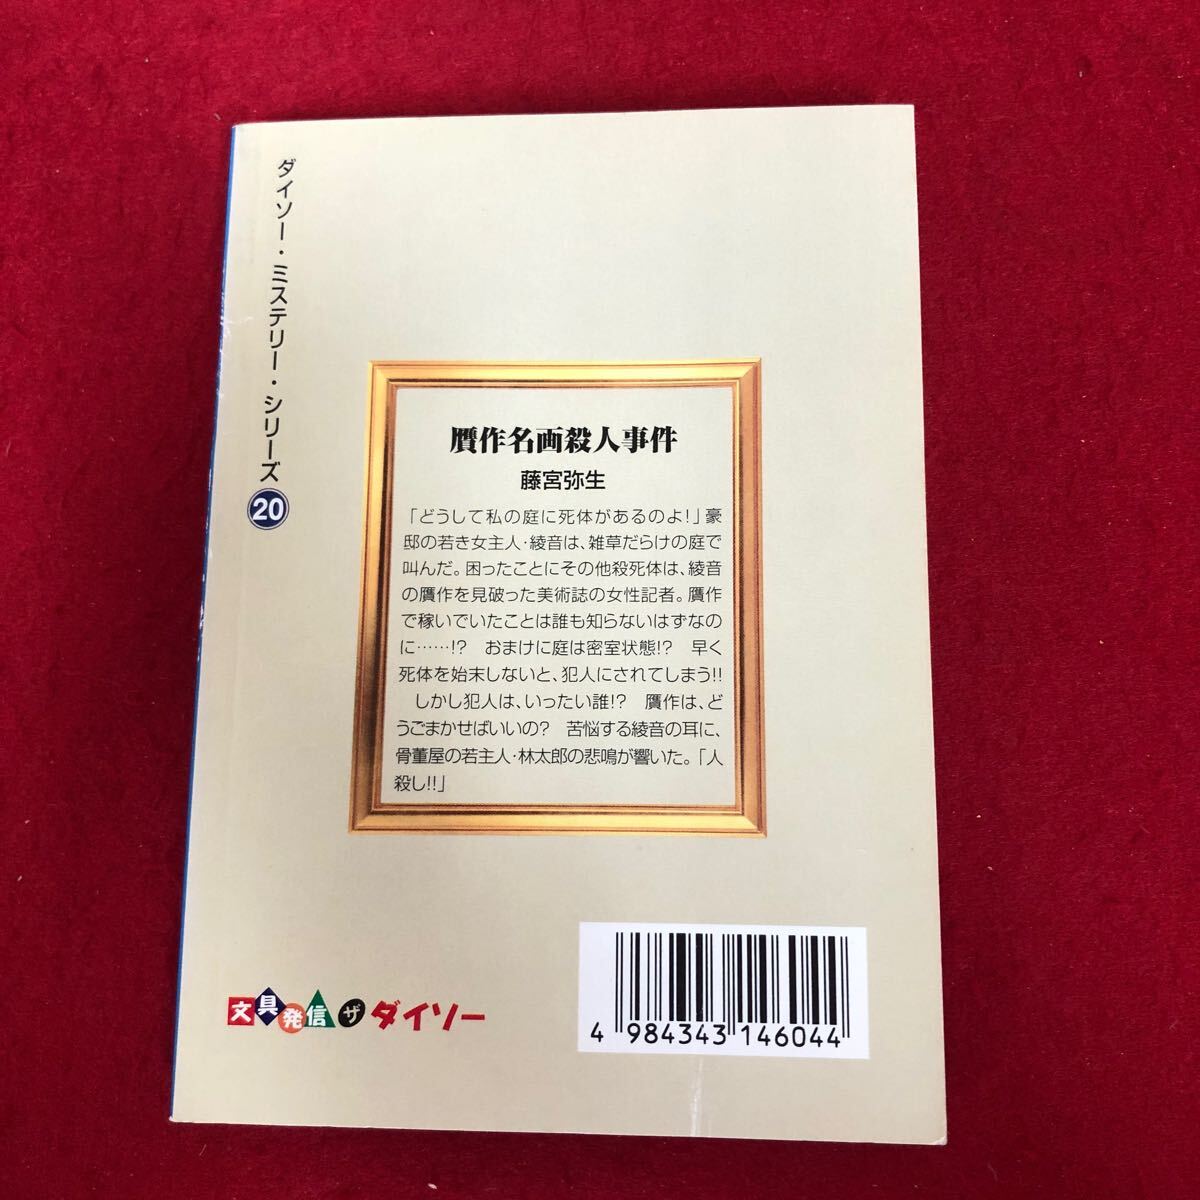 ダイソー・ミステリー・シリーズ 20
贋作名画殺人事件
藤宮弥生
「どうして私の庭に死体があるのよ!」豪
邸の若き女主人・綾音は、雑草だらけの庭で
叫んだ。困ったことにその他殺死体は、綾音
の贋作を見破った美術誌の女性記者。贋作
で稼いでいたことは誰も知らないはずなの
に……!?　おまけに庭は密室状態!?　早く
死体を始末しないと、犯人にされてしまう!!
しかし犯人は、いったい誰!?　贋作は、ど
うごまかせばいいの?　苦悩する綾音の耳に、
骨董屋の若主人・林太郎の悲鳴が響いた。「人
殺し!!」
文具発信 ザ ダイソー
4 984343 146044